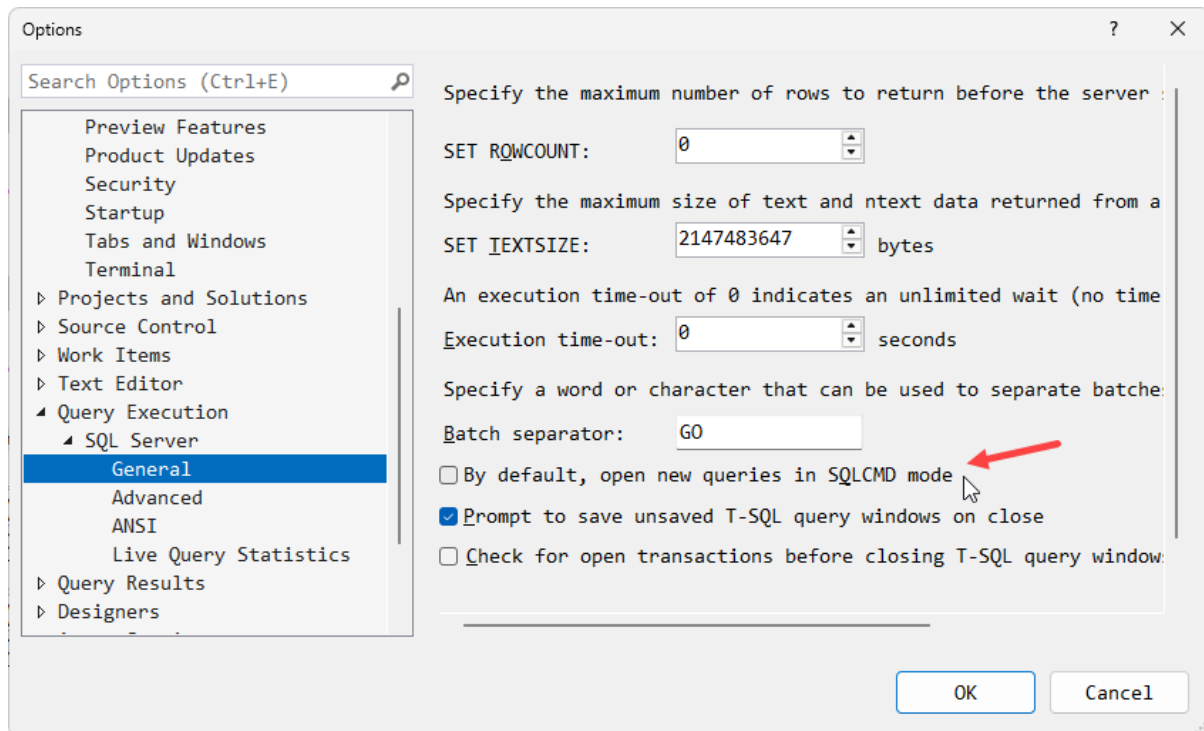 Options
?
Search Options (Ctrl+E)
Preview Features
Product Updates
Security
Startup
Tabs and Windows
Terminal
Projects and Solutions
Source Control
Work Items
Text Editor
Query Execution
SQL Server
General
Advanced
ANSI
Live Query Statistics
Query Results
Designers
Specify the maximum number of rows to return before the server
SET ROWCOUNT: 0
Specify the maximum size of text and ntext data returned from a
SET TEXTSIZE: 2147483647 bytes
An execution time-out of 0 indicates an unlimited wait (no time
Execution time-out: 0 seconds
Specify a word or character that can be used to separate batches
Batch separator: GO
By default, open new queries in SQLCMD mode
Prompt to save unsaved T-SQL query windows on close
Check for open transactions before closing T-SQL query window
OK Cancel